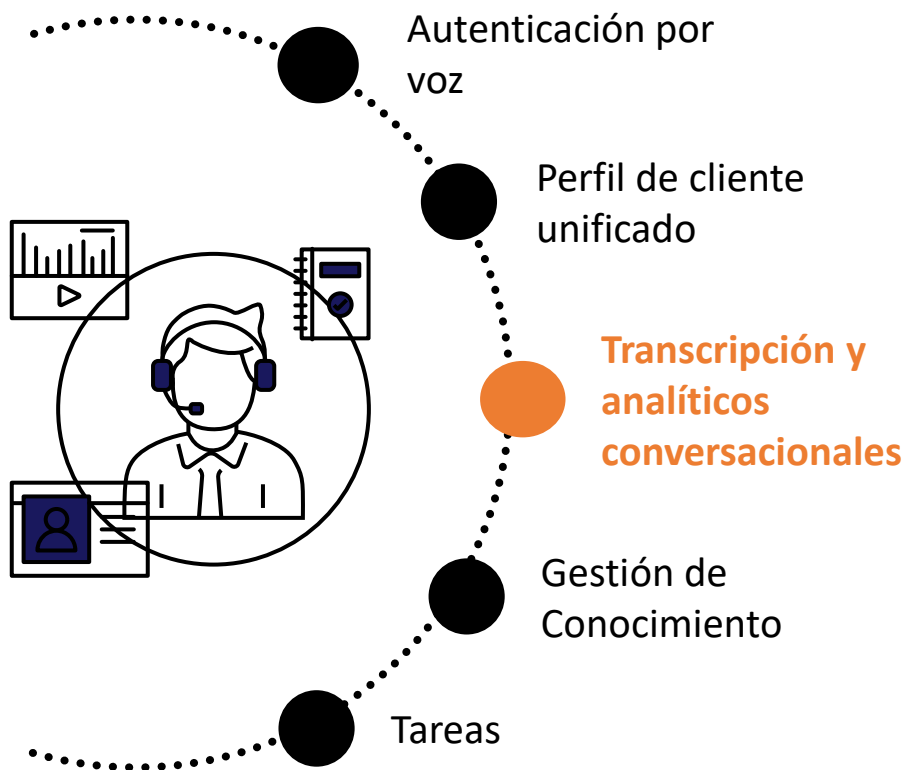 Autenticación por
voz
Perfil de cliente
unificado
Transcripción y
analíticos
conversacionales
Gestión de
Conocimiento
Tareas